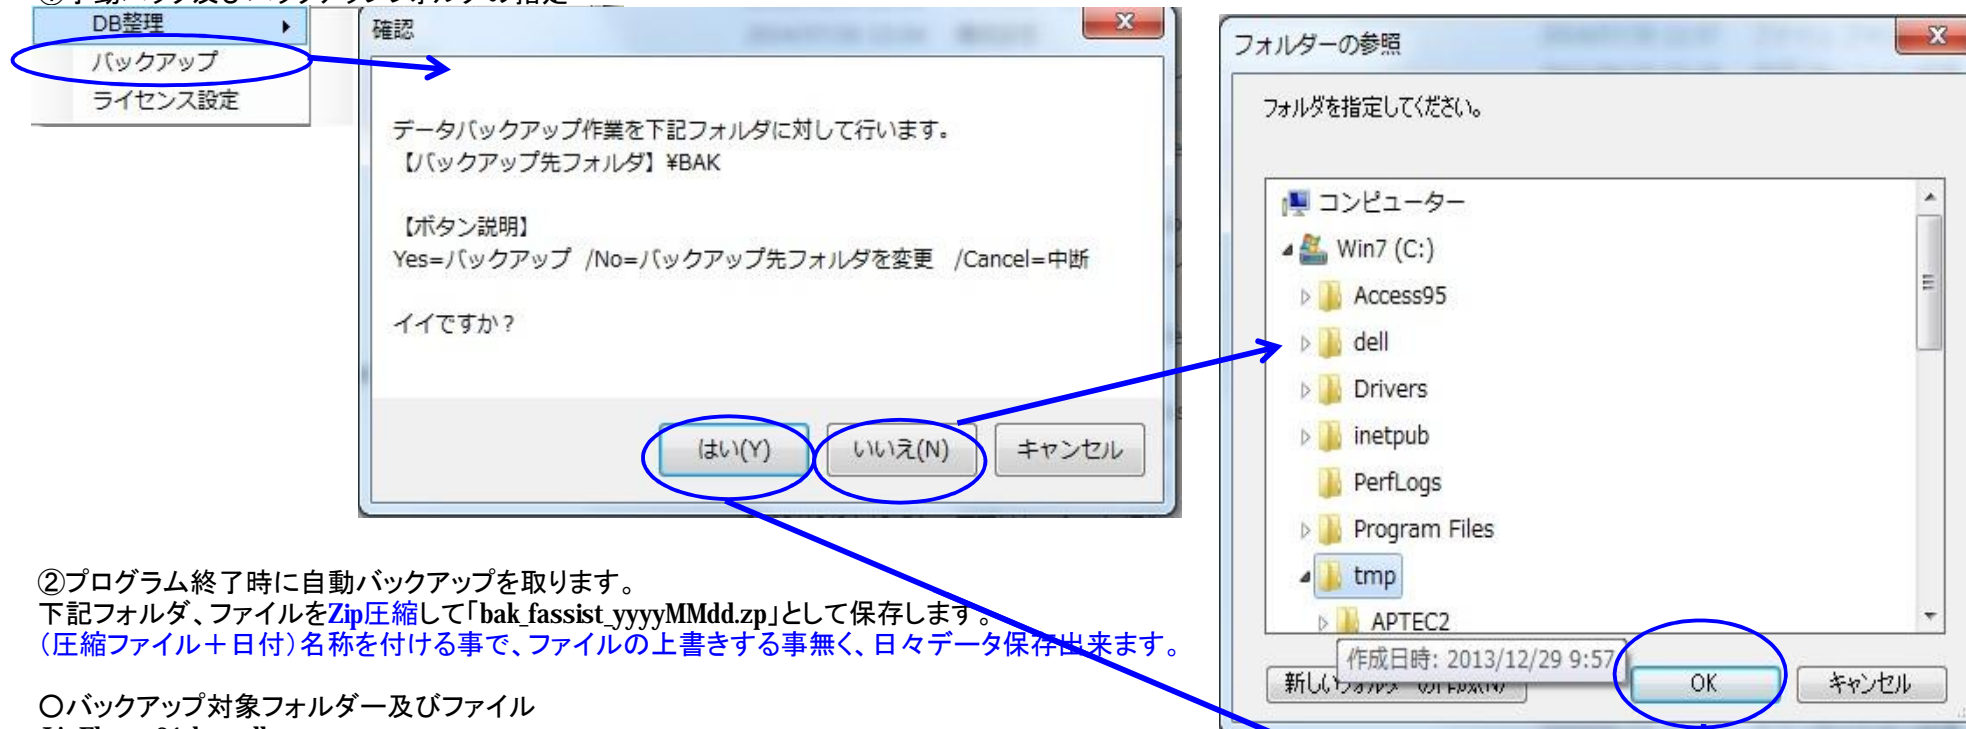 DB整理
バックアップ
ライセンス設定
確認
データバックアップ作業を下記フォルダに対して行います。
【バックアップ先フォルダ】¥BAK
【ボタン説明】
Yes=バックアップ /No=バックアップ先フォルダを変更 /Cancel=中断
イイですか？
はい(Y)
いいえ(N)
キャンセル
フォルダーの参照
フォルダを指定してください。
コンピューター
Win7 (C:)
Access95
dell
Drivers
inetpub
PerfLogs
Program Files
tmp
APTEC2
作成日時: 2013/12/29 9:57
OK
キャンセル
②プログラム終了時に自動バックアップを取ります。
下記フォルダ、ファイルをZip圧縮して「bak_fassist_yyyyMMdd.zp」として保存します。
（圧縮ファイル＋日付）名称を付ける事で、ファイルの上書きする事無く、日々データ保存出来ます。
〇バックアップ対象フォルダー及びファイル